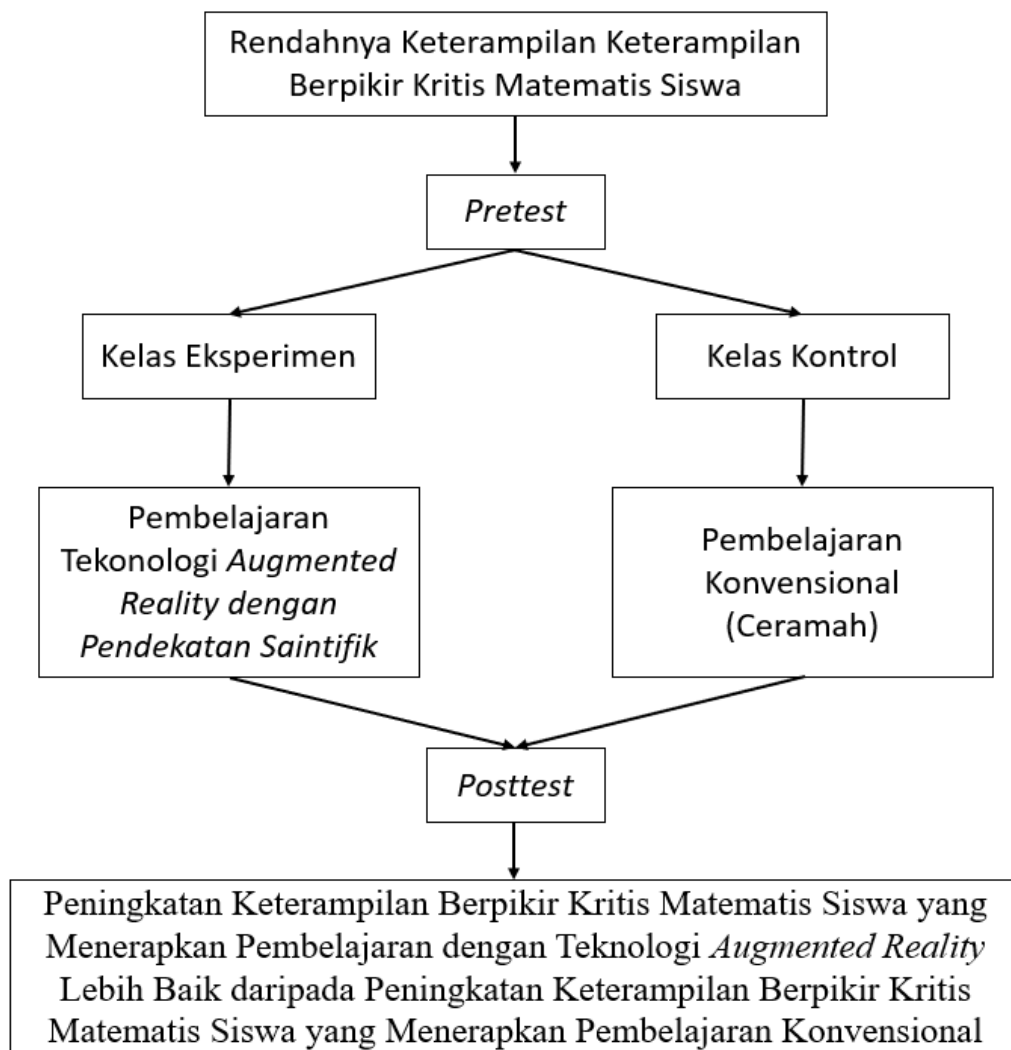 Rendahnya Keterampilan Keterampilan
Berpikir Kritis Matematis Siswa
Pretest
Kelas Eksperimen
Kelas Kontrol
Pembelajaran
Tekonologi Augmented
Reality dengan
Pendekatan Saintifik
Pembelajaran
Konvensional
(Ceramah)
Posttest
Peningkatan Keterampilan Berpikir Kritis Matematis Siswa yang
Menerapkan Pembelajaran dengan Teknologi Augmented Reality
Lebih Baik daripada Peningkatan Keterampilan Berpikir Kritis
Matematis Siswa yang Menerapkan Pembelajaran Konvensional